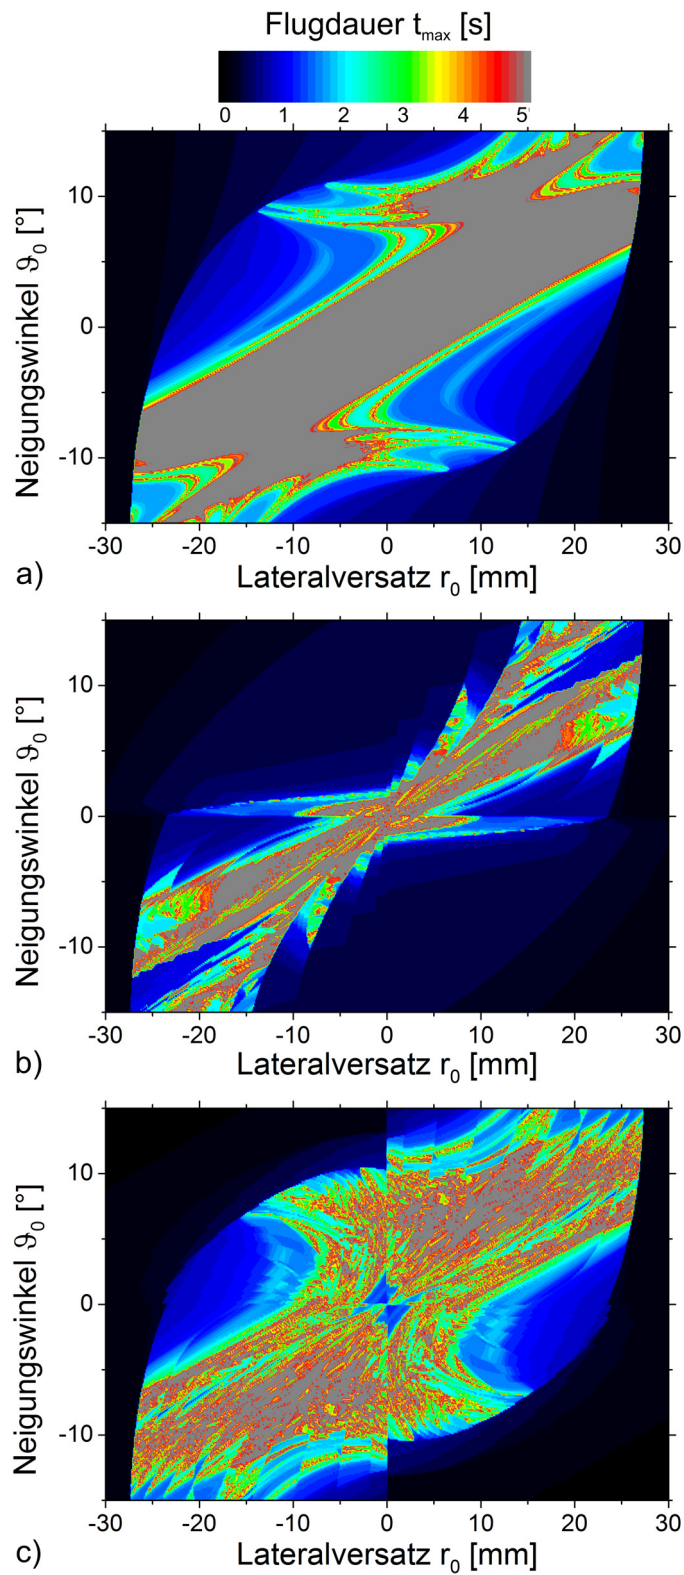 Flugdauer tmax [s]
0 1 2 3 4 5
Neigungswinkel ϑ0 [°]
10
0
-10
-30 -20 -10 0 10 20 30
a) Lateralversatz r0 [mm]
Neigungswinkel ϑ0 [°]
10
0
-10
-30 -20 -10 0 10 20 30
b) Lateralversatz r0 [mm]
Neigungswinkel ϑ0 [°]
10
0
-10
-30 -20 -10 0 10 20 30
c) Lateralversatz r0 [mm]